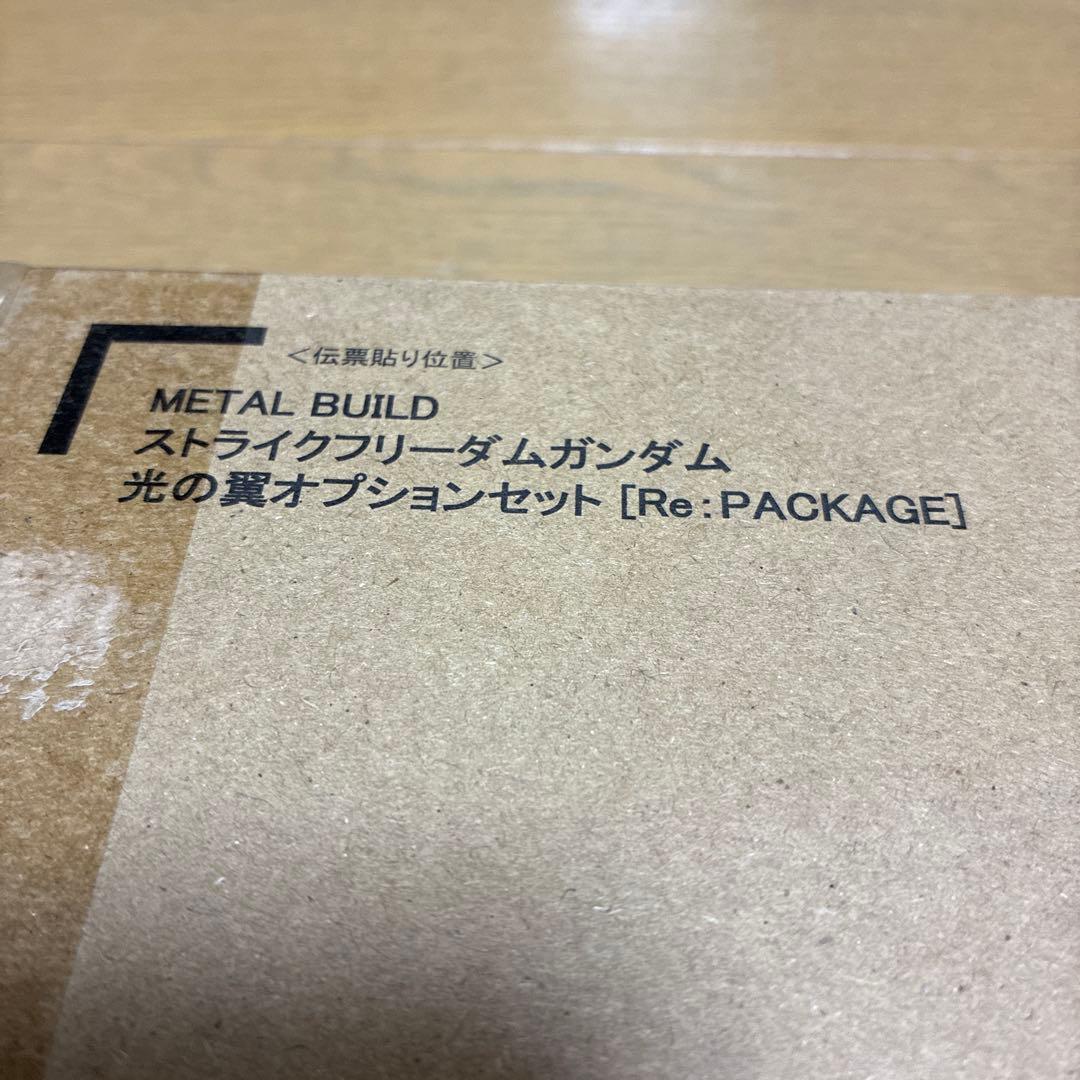 <伝票貼り位置>
METAL BUILD
ストライクフリーダムガンダム
光の翼オプションセット [Re:PACKAGE]